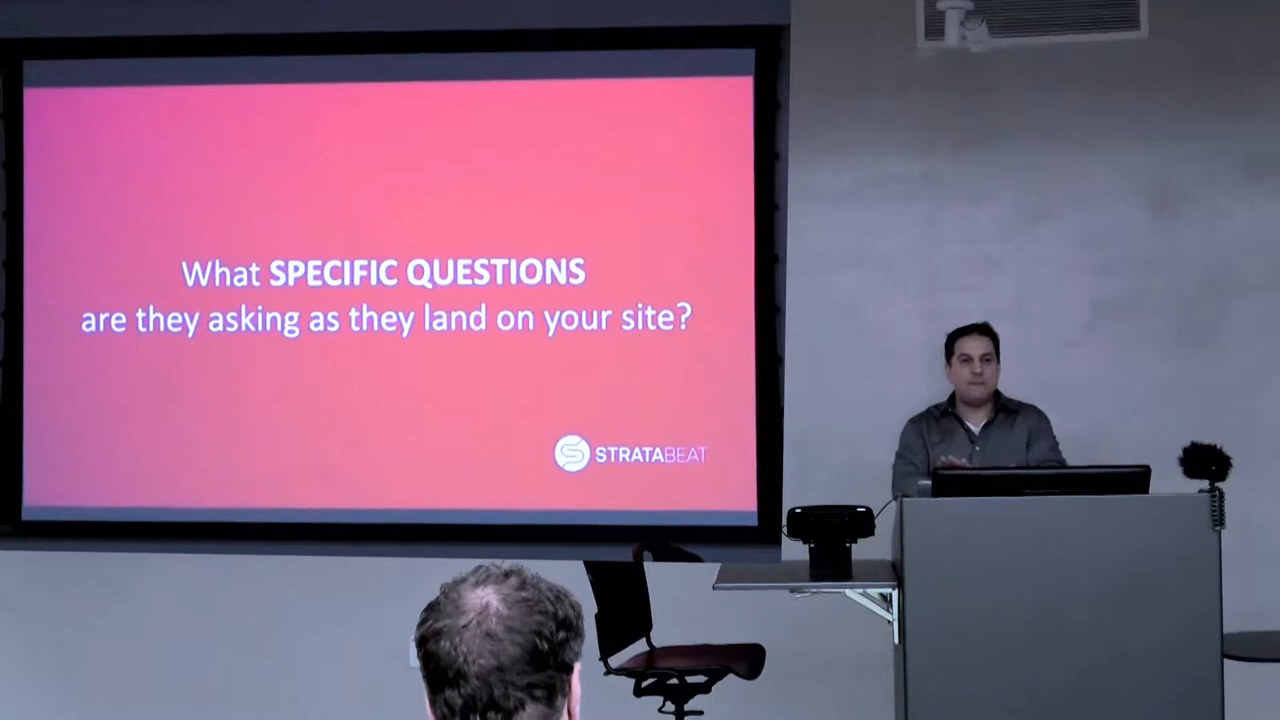 What SPECIFIC QUESTIONS
are they asking as they land on your site?
STRATABEAT